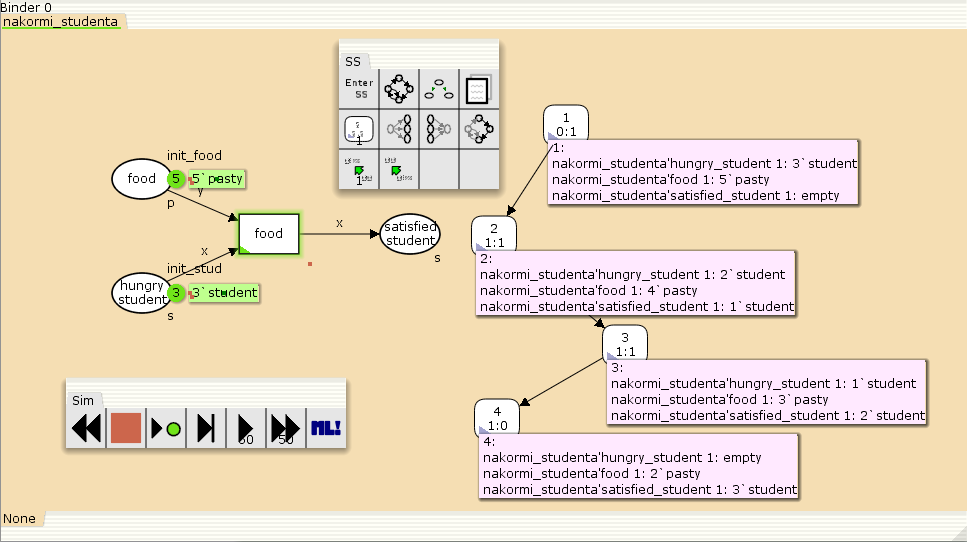 Binder 0
nakormi_studenta
SS
Enter
SS
1
1
init_food
food
5
5`pasty
y
p
food
x
satisfied
student
s
x
init_stud
hungry
student
3
3`student
s
1
0:1
1:
nakormi_studenta'hungry_student 1: 3`student
nakormi_studenta'food 1: 5`pasty
nakormi_studenta'satisfied_student 1: empty
2
1:1
2:
nakormi_studenta'hungry_student 1: 2`student
nakormi_studenta'food 1: 4`pasty
nakormi_studenta'satisfied_student 1: 1`student
3
1:1
3:
nakormi_studenta'hungry_student 1: 1`student
nakormi_studenta'food 1: 3`pasty
nakormi_studenta'satisfied_student 1: 2`student
4
1:0
4:
nakormi_studenta'hungry_student 1: empty
nakormi_studenta'food 1: 2`pasty
nakormi_studenta'satisfied_student 1: 3`student
Sim
50
ML!
None